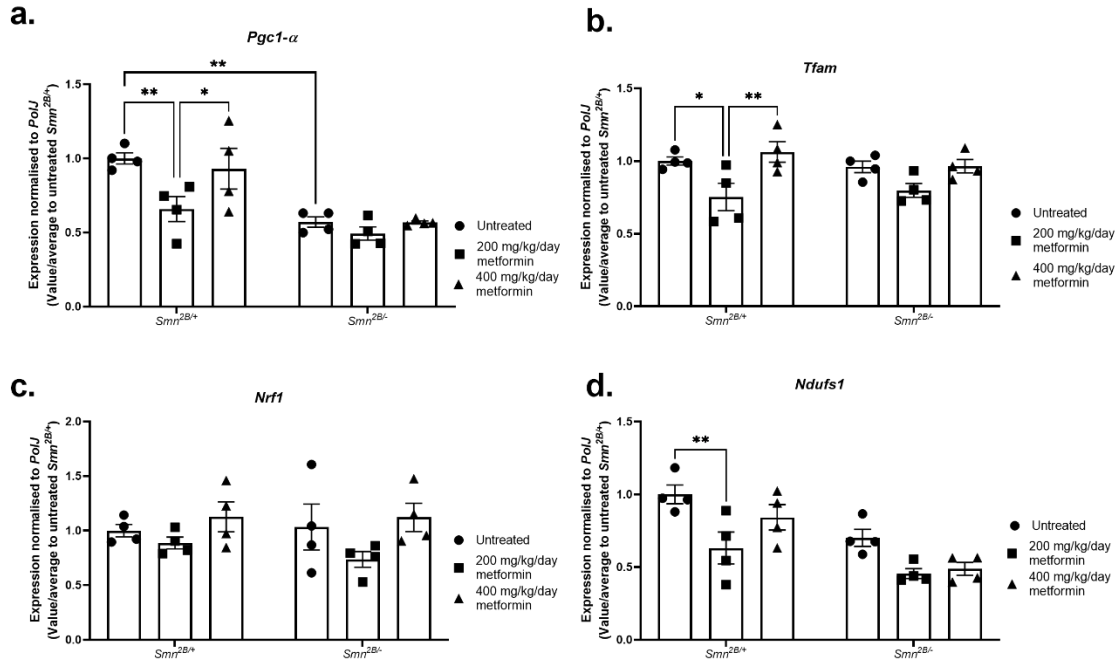 a.
Pgc1-α
Expression normalised to PolJ
(Value/average to untreated Smn2B/+)
1.5
1.0
0.5
0.0
**
**
*
Smn2B/+
Smn2B/-
Untreated
200 mg/kg/day
metformin
400 mg/kg/day
metformin
b.
Tfam
Expression normalised to PolJ
(Value/average to untreated Smn2B/+)
1.5
1.0
0.5
0.0
*
**
Smn2B/+
Smn2B/-
Untreated
200 mg/kg/day
metformin
400 mg/kg/day
metformin
c.
Nrf1
Expression normalised to PolJ
(Value/average to untreated Smn2B/+)
2.0
1.5
1.0
0.5
0.0
Smn2B/+
Smn2B/-
Untreated
200 mg/kg/day
metformin
400 mg/kg/day
metformin
d.
Ndufs1
Expression normalised to PolJ
(Value/average to untreated Smn2B/+)
1.5
1.0
0.5
0.0
**
Smn2B/+
Smn2B/-
Untreated
200 mg/kg/day
metformin
400 mg/kg/day
metformin